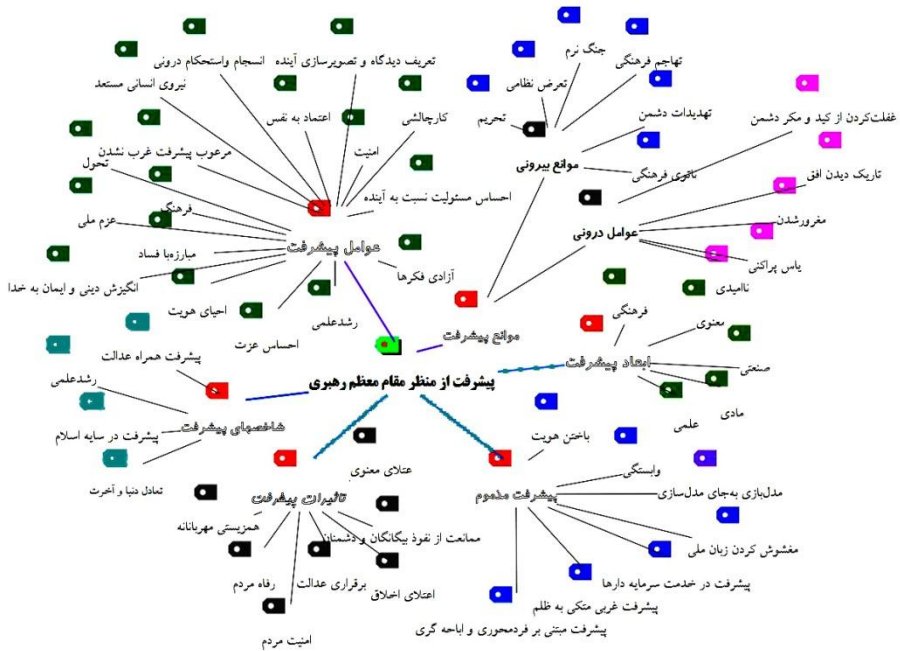 تعریف دیدگاه و تصویرسازی آینده
انسجام واستحکام درونی
نیروی انسانی مستعد
اعتماد به نفس
کارچالشی
مرعوب پیشرفت غرب نشدن
امنیت
تحول
احساس مسئولیت نسبت به آینده
فرهنگ
عزم ملی
عوامل پیشرفت
مبارزه‌با فساد
آزادی فکرها
انگیزش دینی و ایمان به خدا
احیای هویت
رشدعلمی
احساس عزت
جنگ نرم
تهاجم فرهنگی
تعرض نظامی
تحریم
تهدیدات دشمن
موانع بیرونی
ناتوی فرهنگی
غفلت‌کردن از کید و مکر دشمن
تاریک دیدن افق
مغرورشدن
عوامل درونی
یاس پراکنی
ناامیدی
موانع پیشرفت
فرهنگی
معنوی
ابعاد پیشرفت
صنعتی
مادی
علمی
پیشرفت از منظر مقام معظم رهبری
پیشرفت همراه عدالت
رشدعلمی
شاخصهای پیشرفت
پیشرفت در سایه اسلام
تعادل دنیا و آخرت
عتلای معنوی
تاثیرات پیشرفت
همزیستی مهربانانه
ممانعت از نفوذ بیگانگان و دشمنان
رفاه مردم
برقراری عدالت
اعتلای اخلاق
امنیت مردم
باختن هویت
وابستگی
پیشرفت مذموم
مدل‌بازی به‌جای مدل‌سازی
مغشوش کردن زبان ملی
پیشرفت در خدمت سرمایه دارها
پیشرفت غربی متکی به ظلم
پیشرفت مبتنی بر فردمحوری و اباحه گری